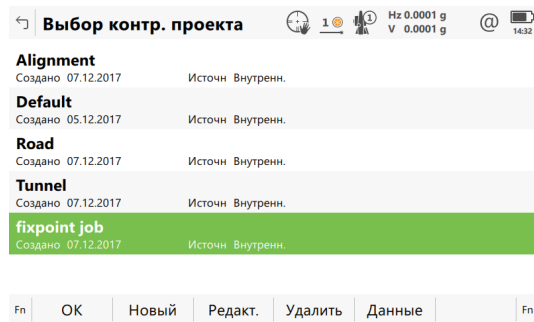 Выбор контр. проекта
1
1
Hz 0.0001 g
V 0.0001 g
@
14:32
Alignment
Создано 07.12.2017 Источн Внутренн.
Default
Создано 05.12.2017 Источн Внутренн.
Road
Создано 07.12.2017 Источн Внутренн.
Tunnel
Создано 07.12.2017 Источн Внутренн.
fixpoint job
Создано 07.12.2017 Источн Внутренн.
Fn ОК Новый Редакт. Удалить Данные Fn